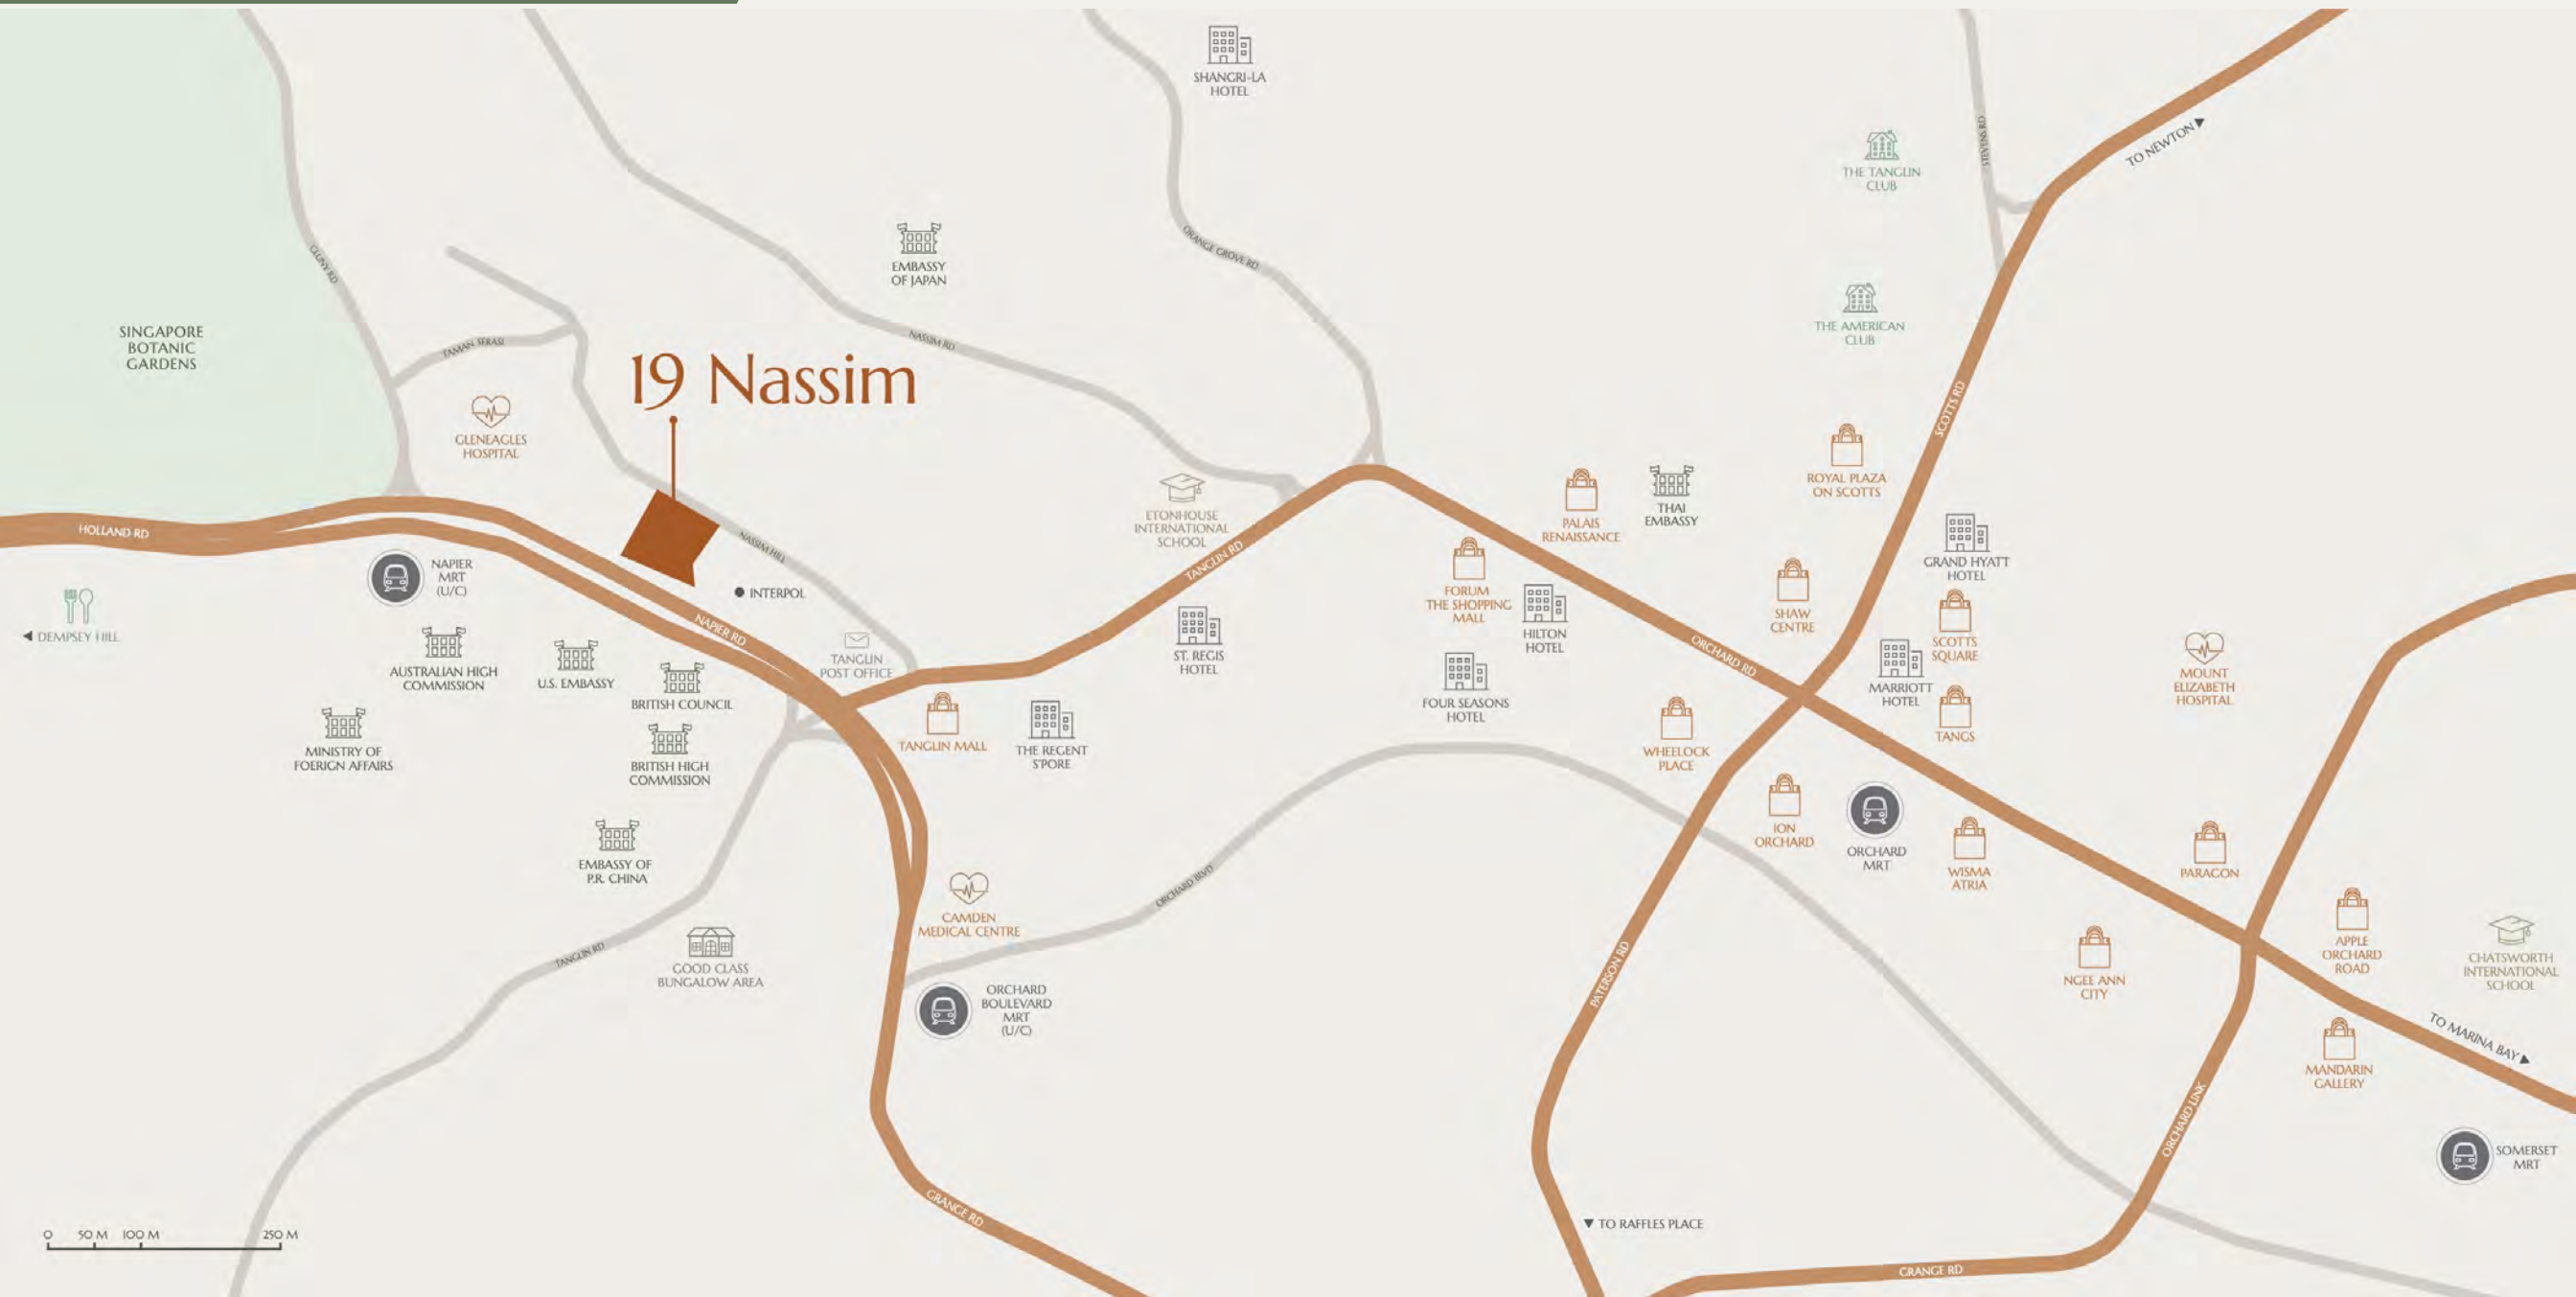 SHANGRI-LA
HOTEL
STEVENS RD
TO NEWTON
THE TANGLIN
CLUB
CLUNY RD
ORANGE GROVE RD
EMBASSY
OF JAPAN
THE AMERICAN
CLUB
SINGAPORE
BOTANIC
GARDENS
TAMAN SERASI
NASSIM RD
19 Nassim
SCOTTS RD
GLENEAGLES
HOSPITAL
ROYAL PLAZA
ON SCOTTS
ETONHOUSE
INTERNATIONAL
SCHOOL
PALAIS
RENAISSANCE
THAI
EMBASSY
HOLLAND RD
NASSIM HILL
TANGLIN RD
GRAND HYATT
HOTEL
NAPIER
MRT
(U/C)
INTERPOL
FORUM
THE SHOPPING
MALL
HILTON
HOTEL
SHAW
CENTRE
SCOTTS
SQUARE
DEMPSEY HILL
NAPIER RD
ORCHARD RD
AUSTRALIAN HIGH
COMMISSION
U.S. EMBASSY
BRITISH COUNCIL
TANGLIN
POST OFFICE
ST. REGIS
HOTEL
FOUR SEASONS
HOTEL
MARRIOTT
HOTEL
MOUNT
ELIZABETH
HOSPITAL
MINISTRY OF
FOERIGN AFFAIRS
BRITISH HIGH
COMMISSION
TANGLIN MALL
THE REGENT
S'PORE
WHEELOCK
PLACE
TANGS
EMBASSY OF
P.R. CHINA
ION
ORCHARD
ORCHARD
MRT
WISMA
ATRIA
PARAGON
ORCHARD BLVD
CAMDEN
MEDICAL CENTRE
TANGLIN RD
GOOD CLASS
BUNGALOW AREA
PATERSON RD
NGEE ANN
CITY
APPLE
ORCHARD
ROAD
CHATSWORTH
INTERNATIONAL
SCHOOL
ORCHARD
BOULEVARD
MRT
(U/C)
TO MARINA BAY
MANDARIN
GALLERY
ORCHARD LINK
SOMERSET
MRT
GRANGE RD
TO RAFFLES PLACE
0 50 M 100 M 250 M
GRANGE RD